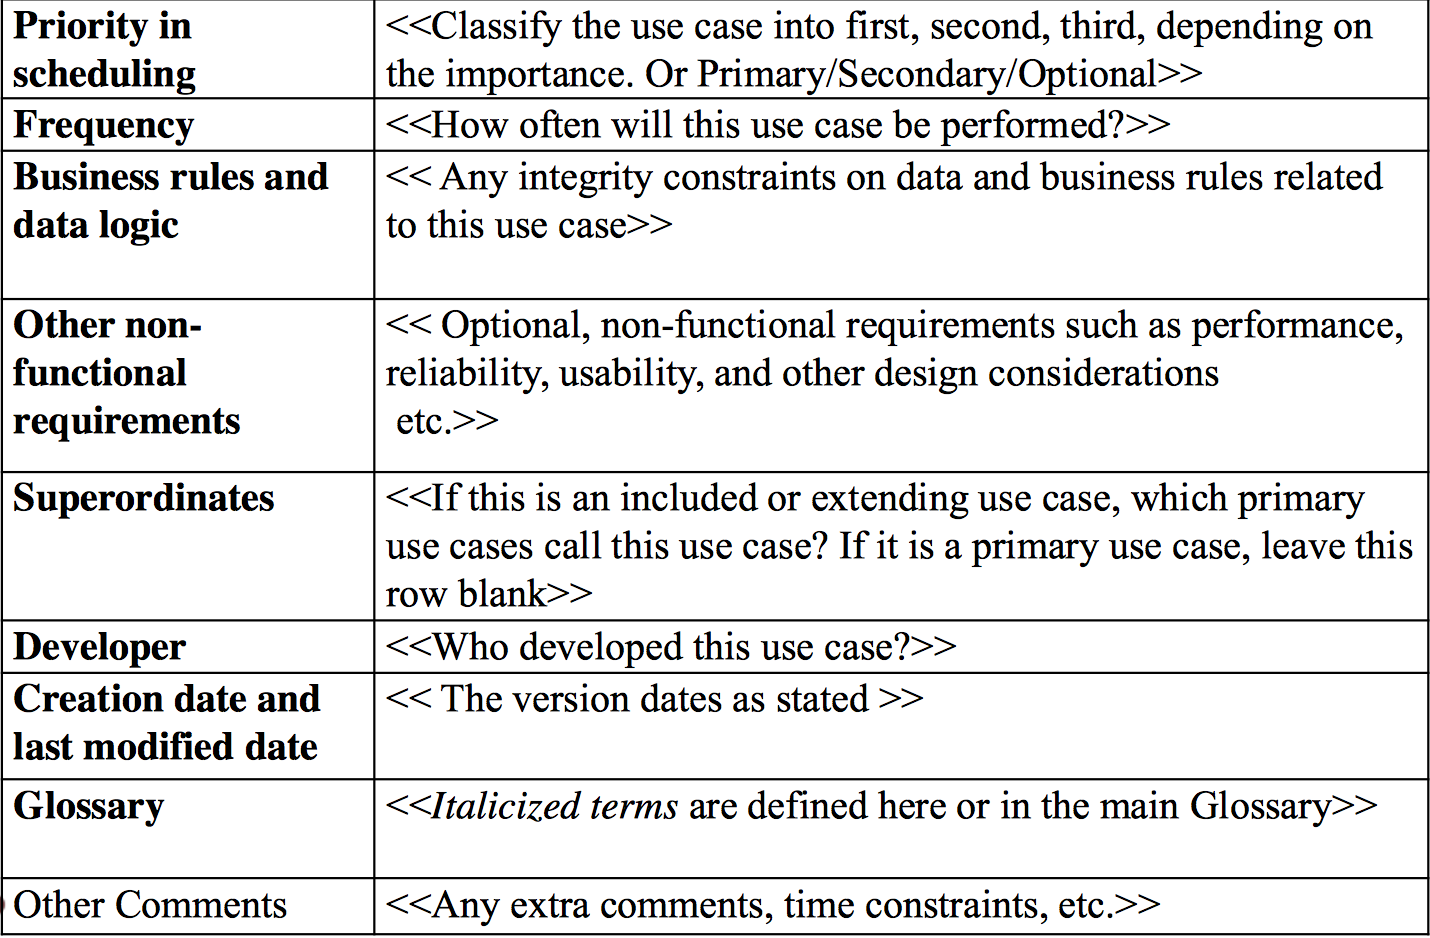 Priority in
scheduling
<<Classify the use case into first, second, third, depending on
the importance. Or Primary/Secondary/Optional>>
Frequency
<<How often will this use case be performed?>>
Business rules and
data logic
<< Any integrity constraints on data and business rules related
to this use case>>
Other non-
functional
requirements
<< Optional, non-functional requirements such as performance,
reliability, usability, and other design considerations
etc.>>
Superordinates
<<If this is an included or extending use case, which primary
use cases call this use case? If it is a primary use case, leave this
row blank>>
Developer
<<Who developed this use case?>>
Creation date and
last modified date
<< The version dates as stated >>
Glossary
<<Italicized terms are defined here or in the main Glossary>>
Other Comments
<<Any extra comments, time constraints, etc.>>